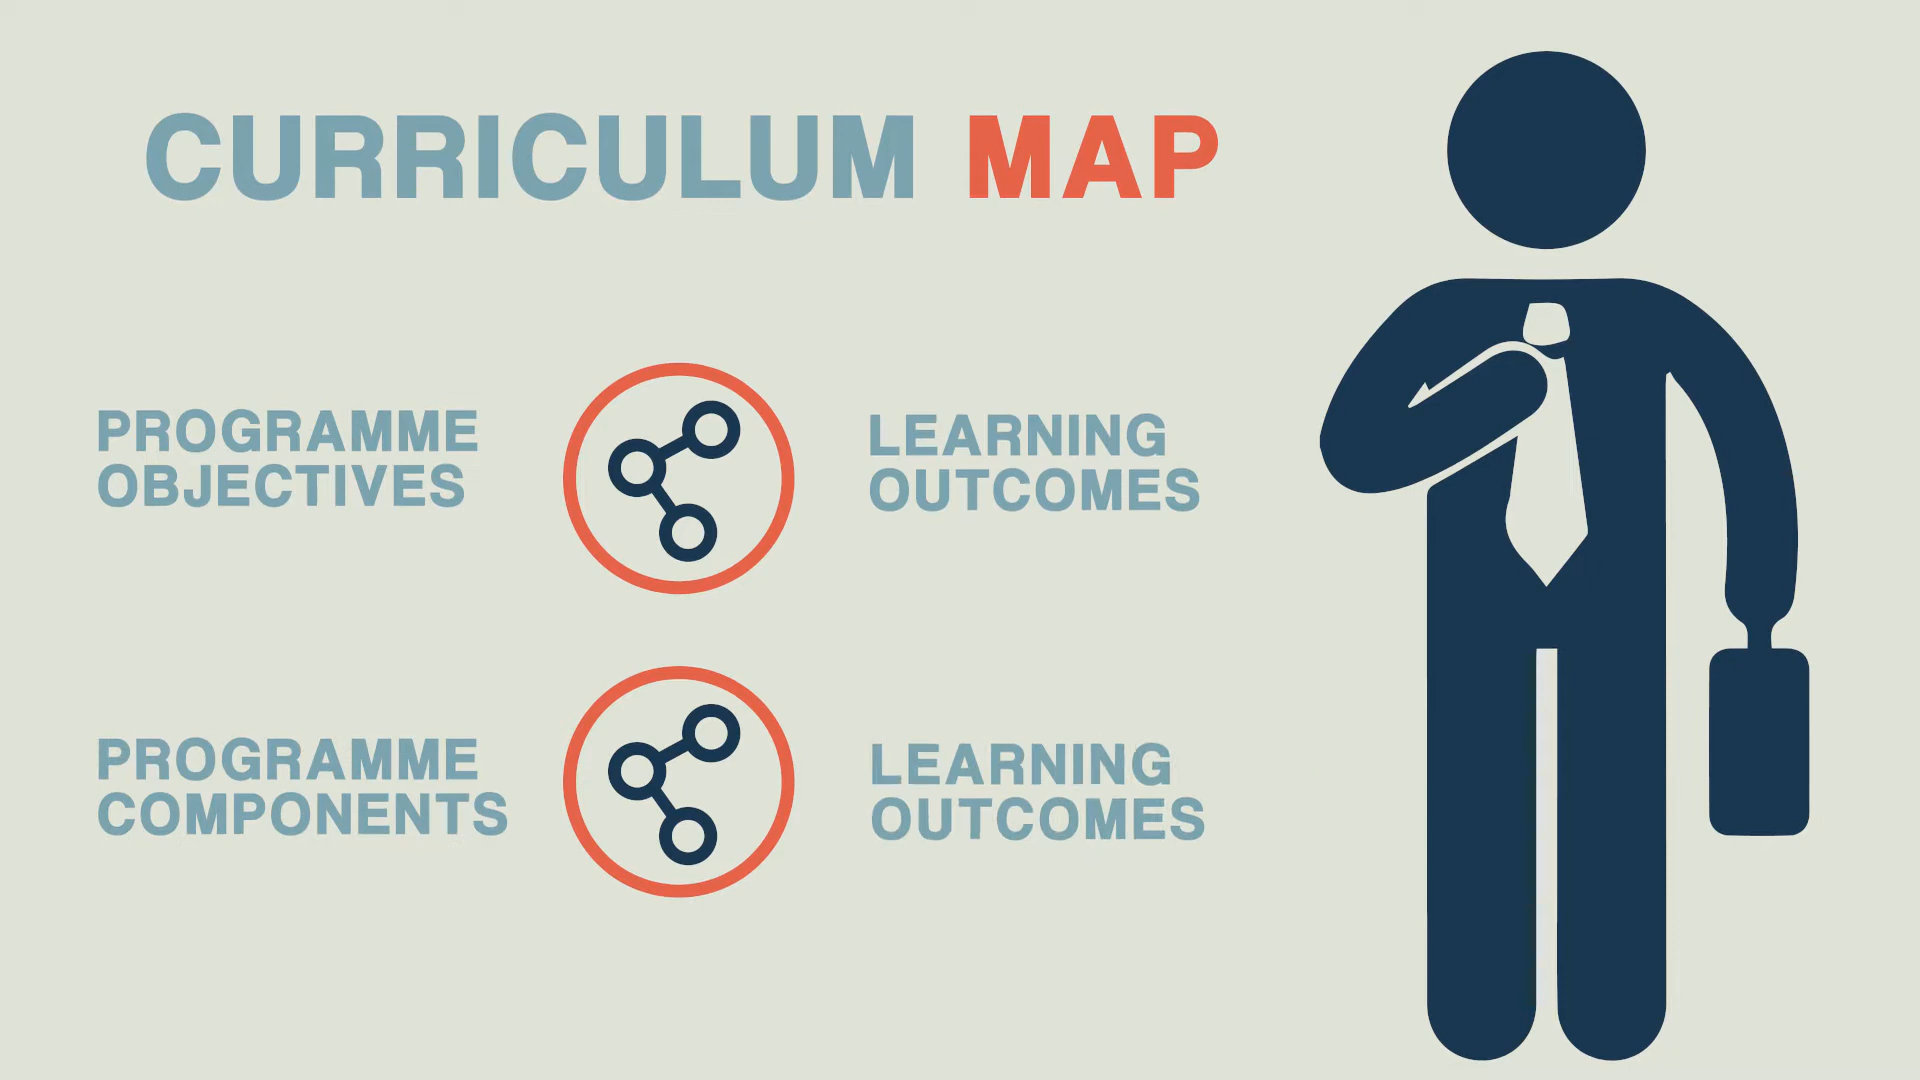 CURRICULUM MAP
PROGRAMME
OBJECTIVES
LEARNING
OUTCOMES
PROGRAMME
COMPONENTS
LEARNING
OUTCOMES